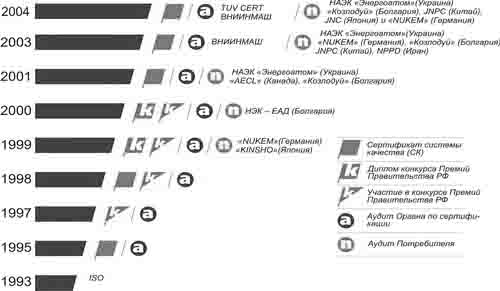 2004
TUV CERT
ВНИИНМАШ
НАЭК «Энергоатом»(Украина)
«Козлодуй» (Болгария), JNPC (Китай),
JNC (Япония) и «NUKEM» (Германия)
2003
ВНИИНМАШ
НАЭК «Энергоатом»(Украина)
«NUKEM» (Германия), «Козлодуй» (Болгария)
JNPC (Китай), NPPD (Иран)
2001
НАЭК «Энергоатом» (Украина)
«AECL» (Канада), «Козлодуй» (Болгария)
2000
НЭК – ЕАД (Болгария)
1999
«NUKEM»(Германия)
«KINSHO»(Япония)
1998
1997
1995
1993
ISO
Сертификат системы
качества (СК)
Диплом конкурса Премий
Правительства РФ
Участие в конкурсе Премий
Правительства РФ
Аудит Органа по сертифи-
кации
Аудит Потребителя